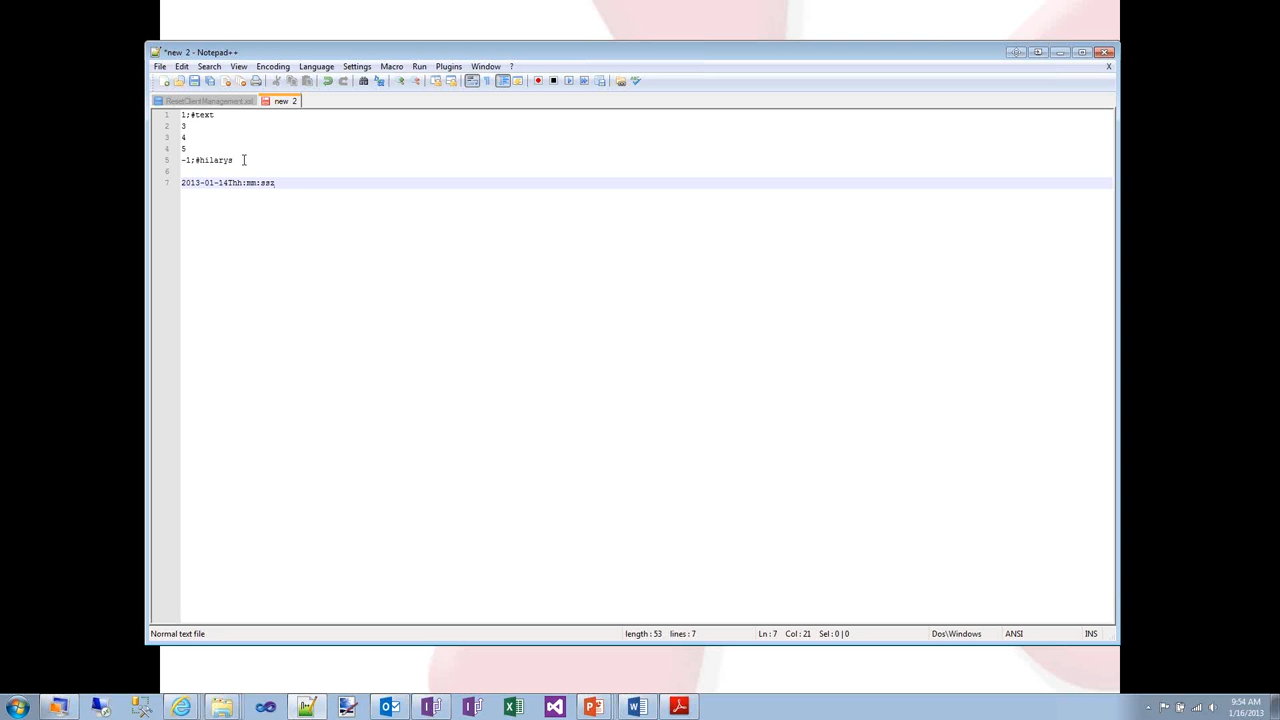 *new 2 - Notepad++
File Edit Search View Encoding Language Settings Macro Run Plugins Window ? X
ResetClientManagement.xsl new 2
1 1;#text
2 3
3 4
4 5
5 -1;#hilarys
6
7 2013-01-14Thh:mm:ssz
Normal text file length : 53 lines : 7 Ln : 7 Col : 21 Sel : 0 | 0 Dos\Windows ANSI INS
9:54 AM
1/16/2013